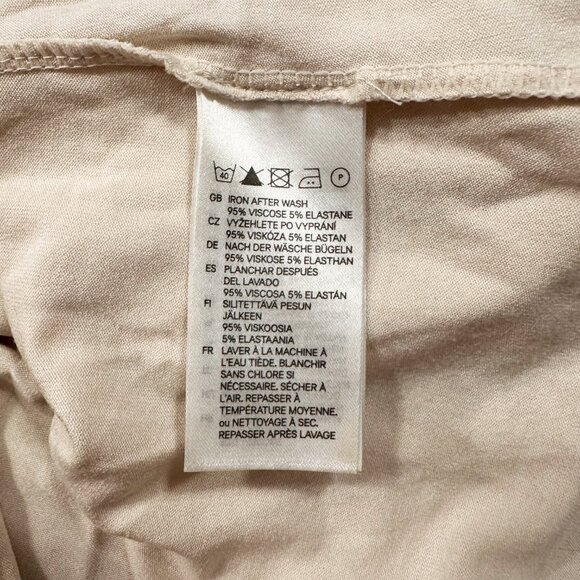 40 P
GB IRON AFTER WASH
95% VISCOSE 5% ELASTANE
CZ VYŽEHLETE PO VYPRÁNÍ
95% VISKÓZA 5% ELASTAN
DE NACH DER WÄSCHE BÜGELN
95% VISKOSE 5% ELASTHAN
ES PLANCHAR DESPUÉS
DEL LAVADO
95% VISCOSA 5% ELASTÁN
FI SILITETTÄVÄ PESUN
JÄLKEEN
95% VISKOOSIA
5% ELASTAANIA
FR LAVER À LA MACHINE À
L'EAU TIÈDE. BLANCHIR
SANS CHLORE SI
NÉCESSAIRE. SÉCHER À
L'AIR. REPASSER À
TEMPÉRATURE MOYENNE.
ou NETTOYAGE À SEC.
REPASSER APRÈS LAVAGE